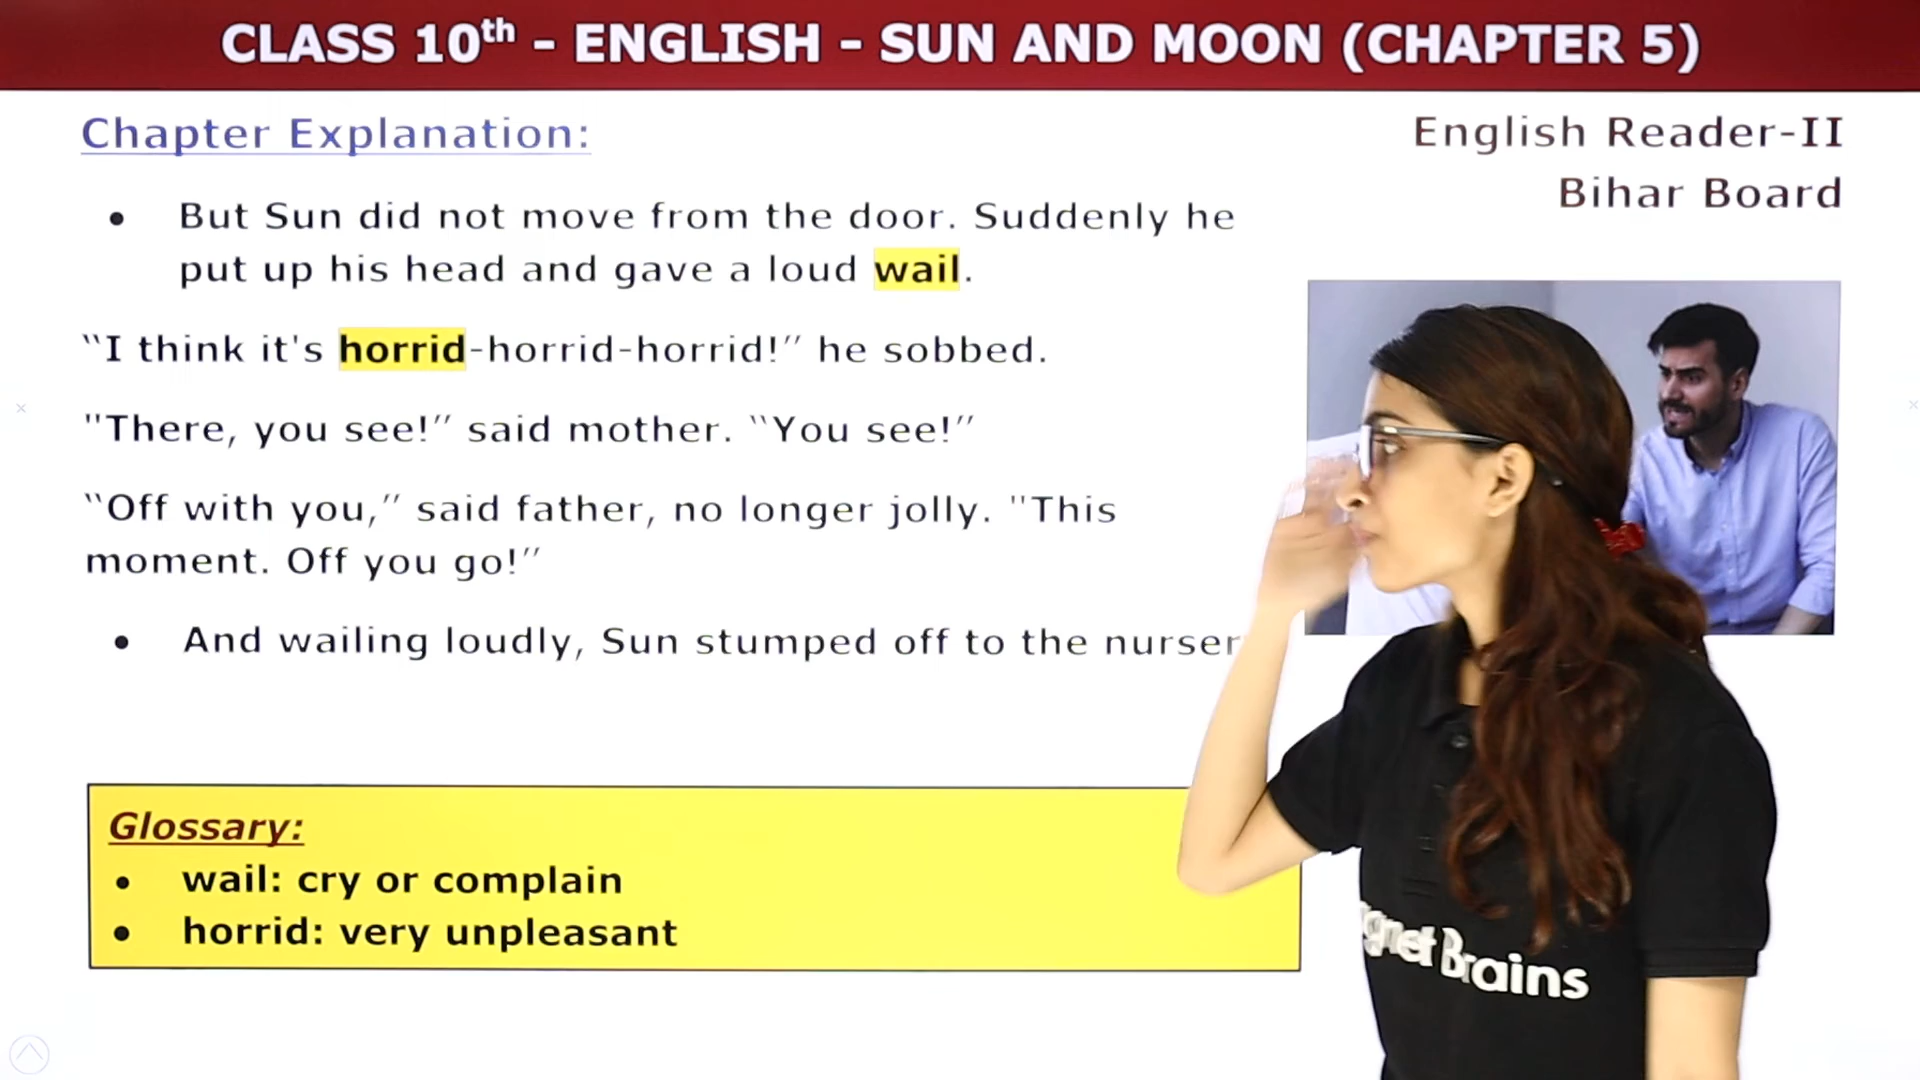 CLASS 10th - ENGLISH - SUN AND MOON (CHAPTER 5)
Chapter Explanation:
English Reader-II
Bihar Board
• But Sun did not move from the door. Suddenly he
put up his head and gave a loud wail.
“I think it's horrid-horrid-horrid!” he sobbed.
"There, you see!” said mother. “You see!”
“Off with you,” said father, no longer jolly. "This
moment. Off you go!”
• And wailing loudly, Sun stumped off to the nurser
Glossary:
• wail: cry or complain
• horrid: very unpleasant
gnet Brains